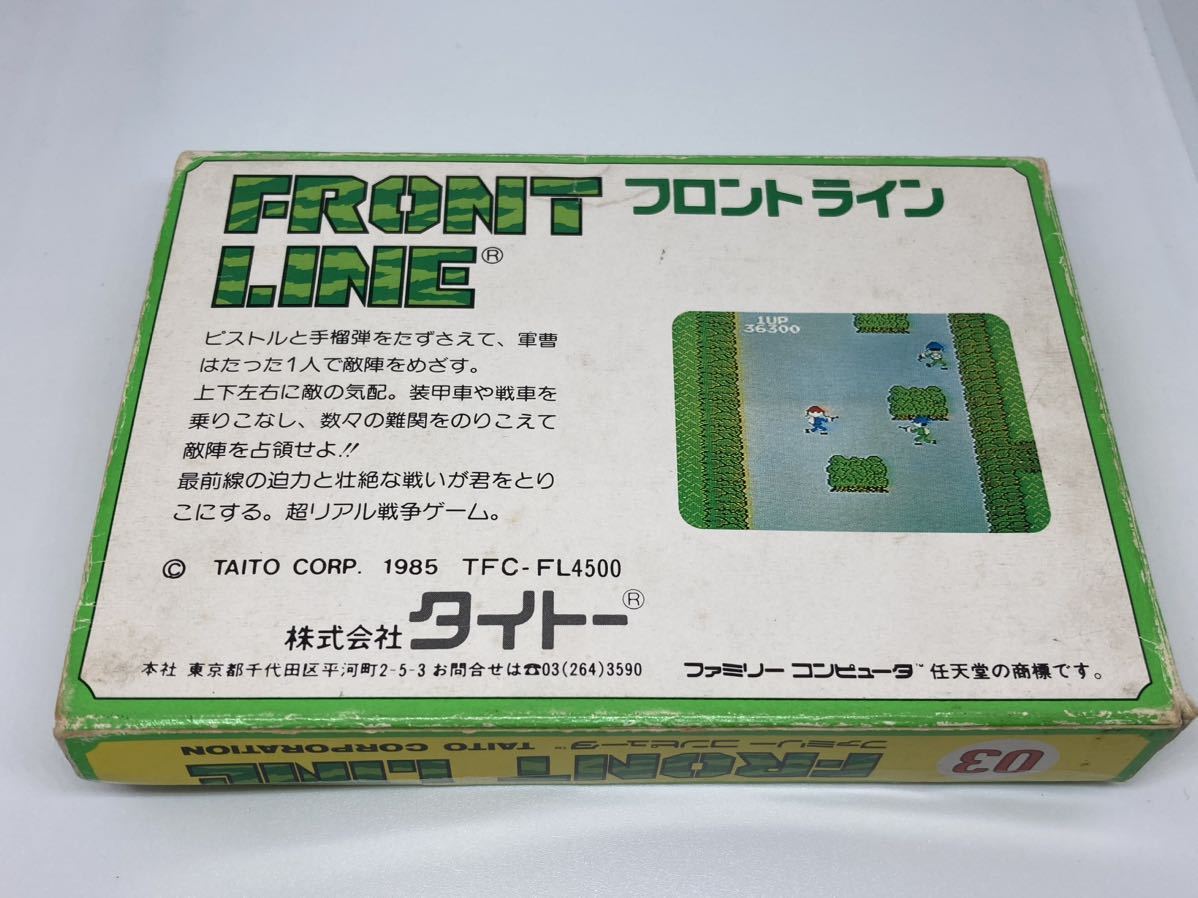 FRONT フロントライン
LINE®
ピストルと手榴弾をたずさえて、軍曹
はたった1人で敵陣をめざす。
上下左右に敵の気配。装甲車や戦車を
乗りこなし、数々の難関をのりこえて
敵陣を占領せよ!!
最前線の迫力と壮絶な戦いが君をとり
こにする。超リアル戦争ゲーム。
1UP
36300
© TAITO CORP. 1985 TFC-FL4500
株式会社 タイトー®
本社 東京都千代田区平河町2-5-3 お問合せは☎03(264)3590
ファミリー コンピュータ™ 任天堂の商標です。
03
ファミリー コンピュータ™ TAITO CORPORATION
FRONT LINE